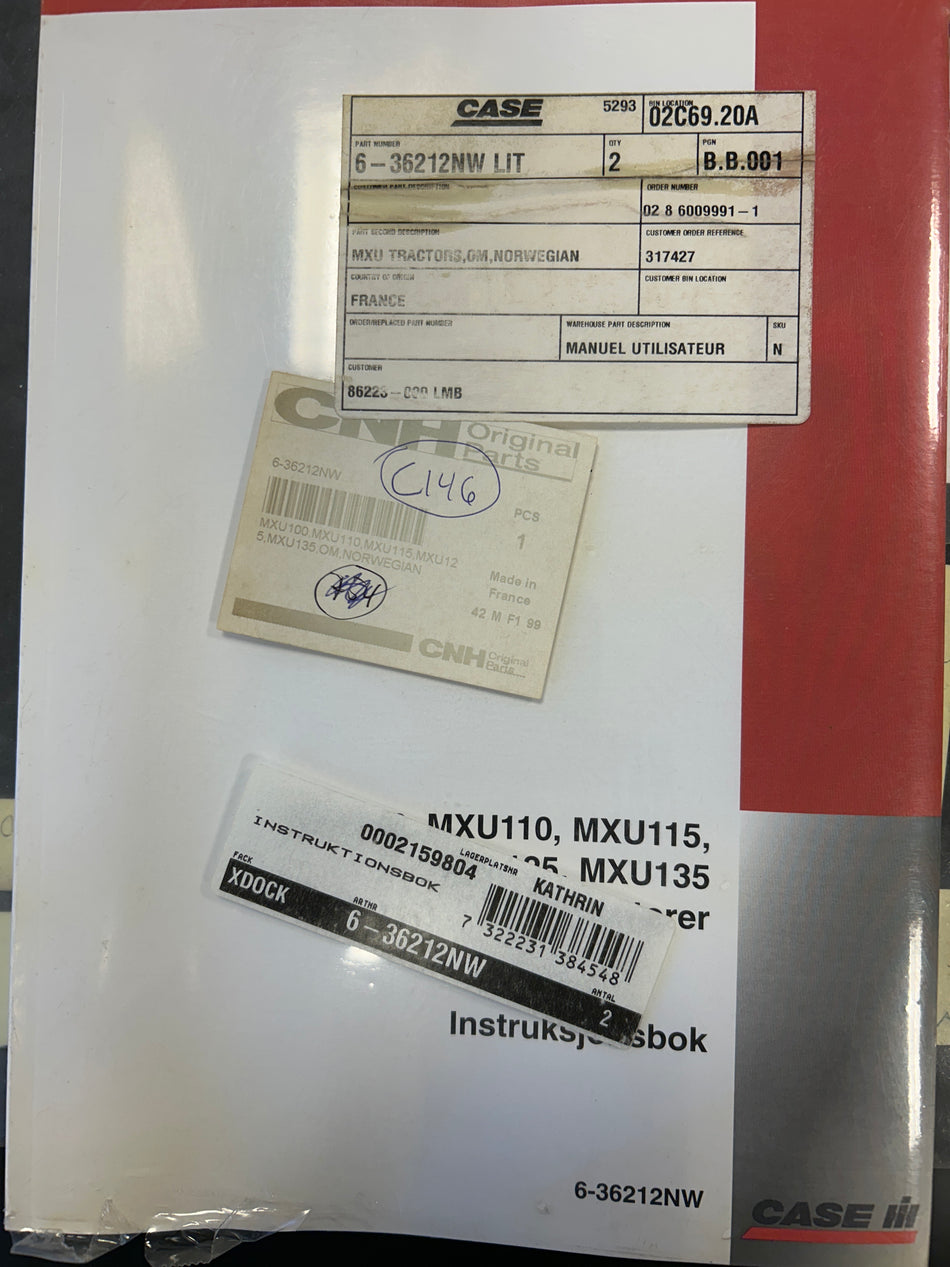 CASE 5293 BIN LOCATION 02C69.20A
PART NUMBER QTY PGN
6-36212NW LIT 2 B.B.001
CUSTOMER PART DESCRIPTION ORDER NUMBER
02 8 6009991-1
PART SECOND DESCRIPTION CUSTOMER ORDER REFERENCE
MXU TRACTORS,OM,NORWEGIAN 317427
COUNTRY OF ORIGIN CUSTOMER BIN LOCATION
FRANCE
ORDER/REPLACED PART NUMBER WAREHOUSE PART DESCRIPTION SKU
MANUEL UTILISATEUR N
CUSTOMER
86223-000 LMB
CNH Original
Parts
6-36212NW C146
PCS
1
MXU100,MXU110,MXU115,MXU12
5,MXU135,OM,NORWEGIAN
Made in
France
42 M F1 99
CNH Original
Parts
MXU110, MXU115,
MXU135
INSTRUKTIONSBOK
0002159804
LAGERPLATSNR
KATHRIN
FACK
XDOCK
ARTNR
6-36212NW
7 322231 384548
ANTAL
2
Instruksjonsbok
6-36212NW
CASE IH